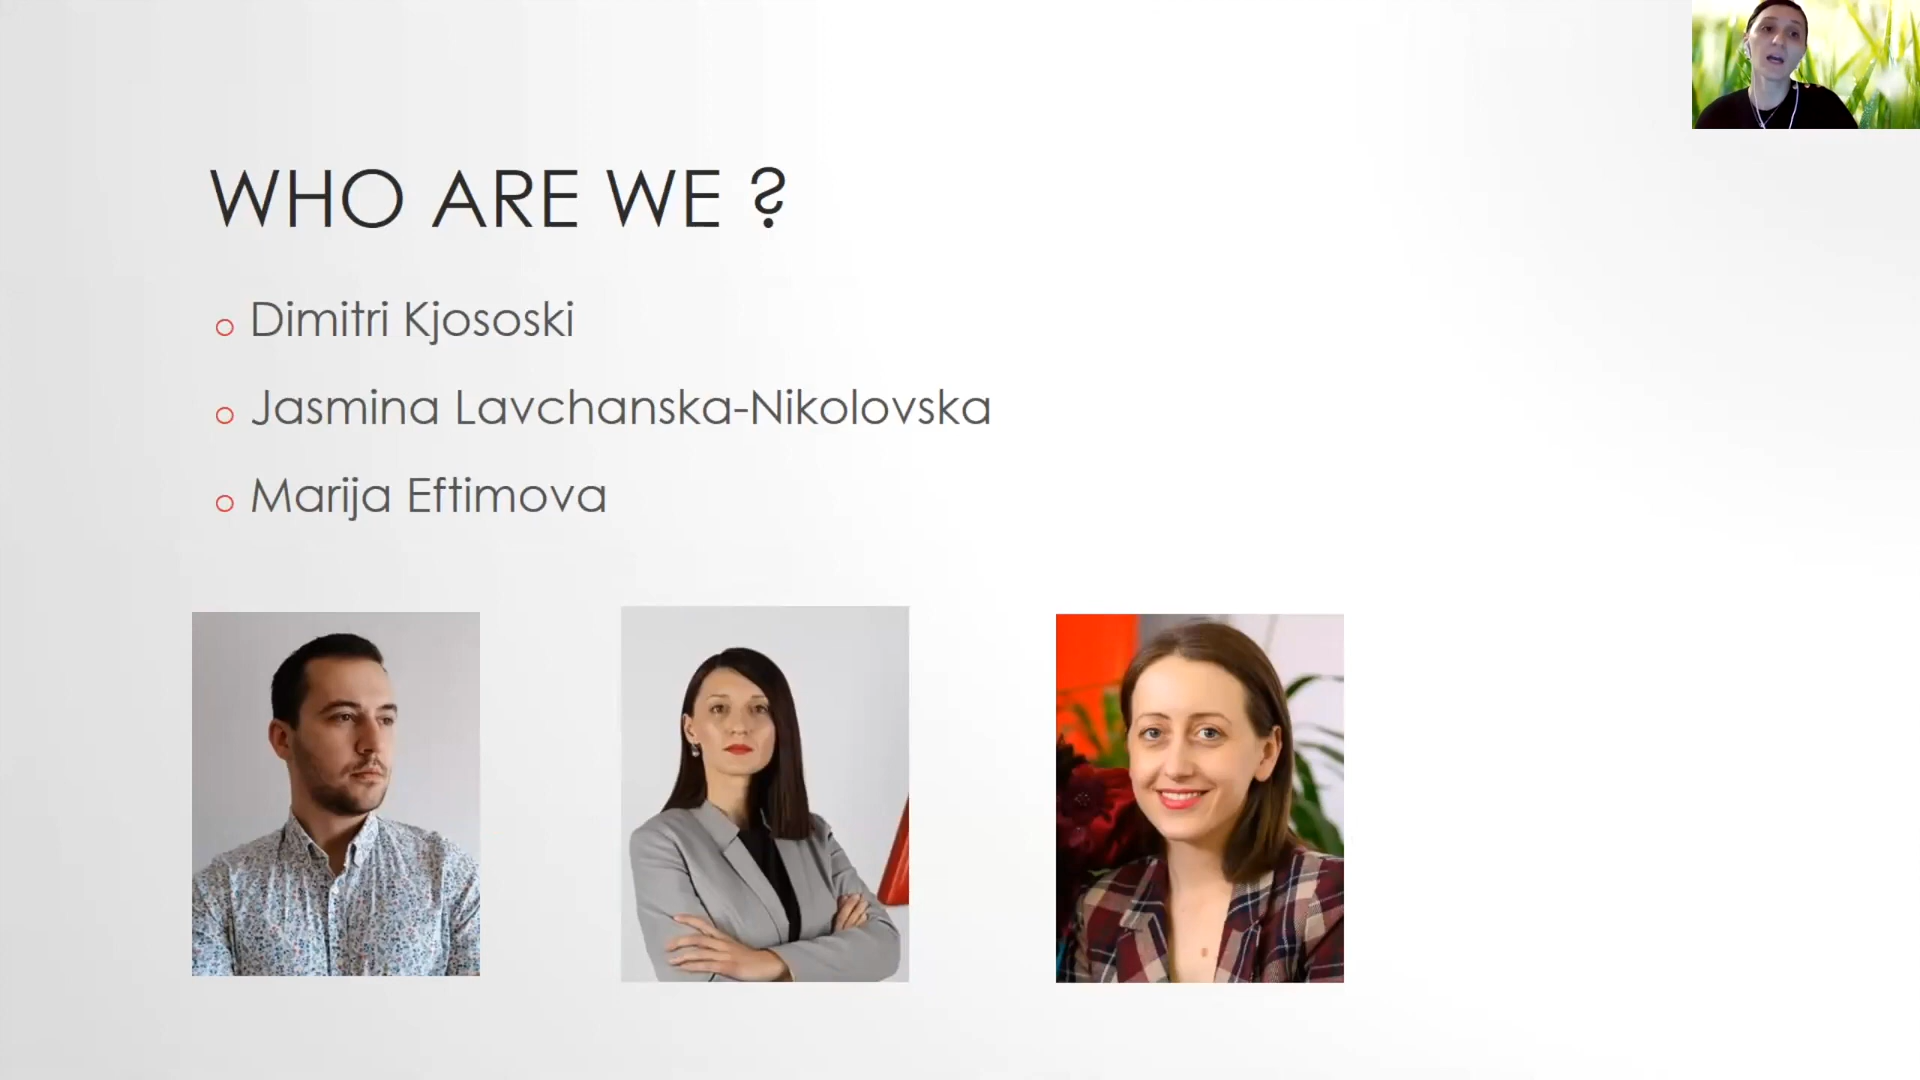 WHO ARE WE ?
Dimitri Kjososki
Jasmina Lavchanska-Nikolovska
Marija Eftimova